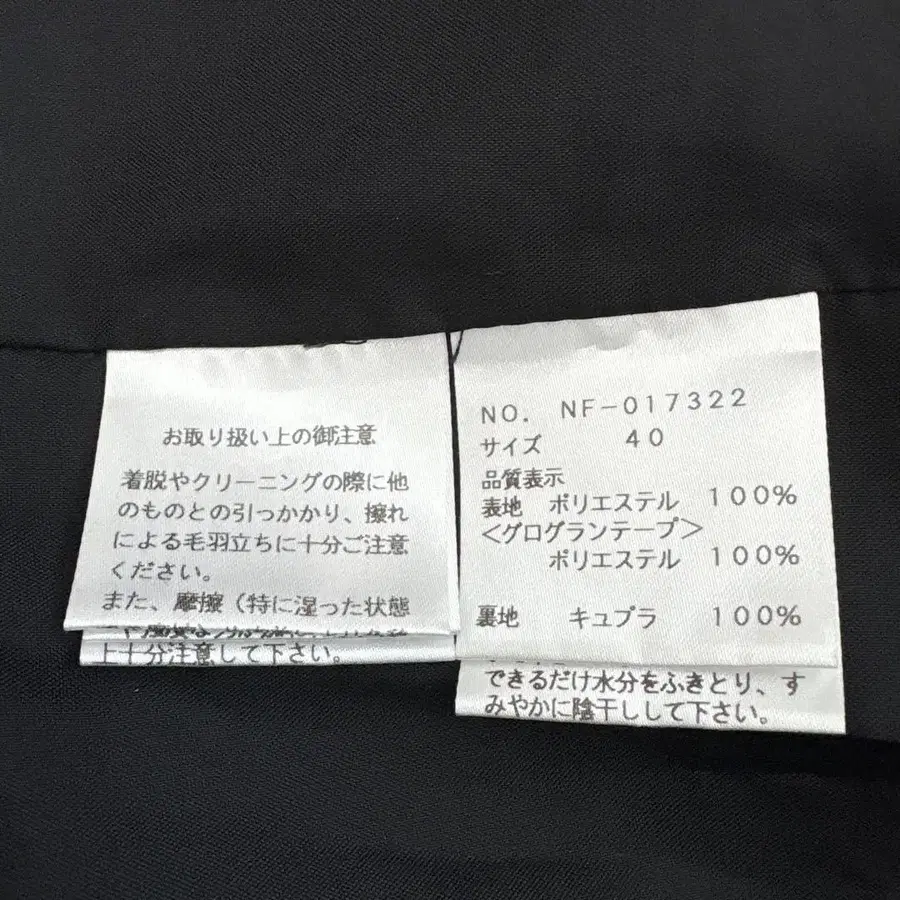 お取り扱い上の御注意
着脱やクリーニングの際に他
のものとの引っかかり、擦れ
による毛羽立ちに十分ご注意
ください。
また、摩擦（特に湿った状態
上十分注意して下さい。
NO. NF-017322
サイズ 40
品質表示
表地 ポリエステル 100%
<グログランテープ>
ポリエステル 100%
裏地 キュプラ 100%
できるだけ水分をふきとり、す
みやかに陰干しして下さい。